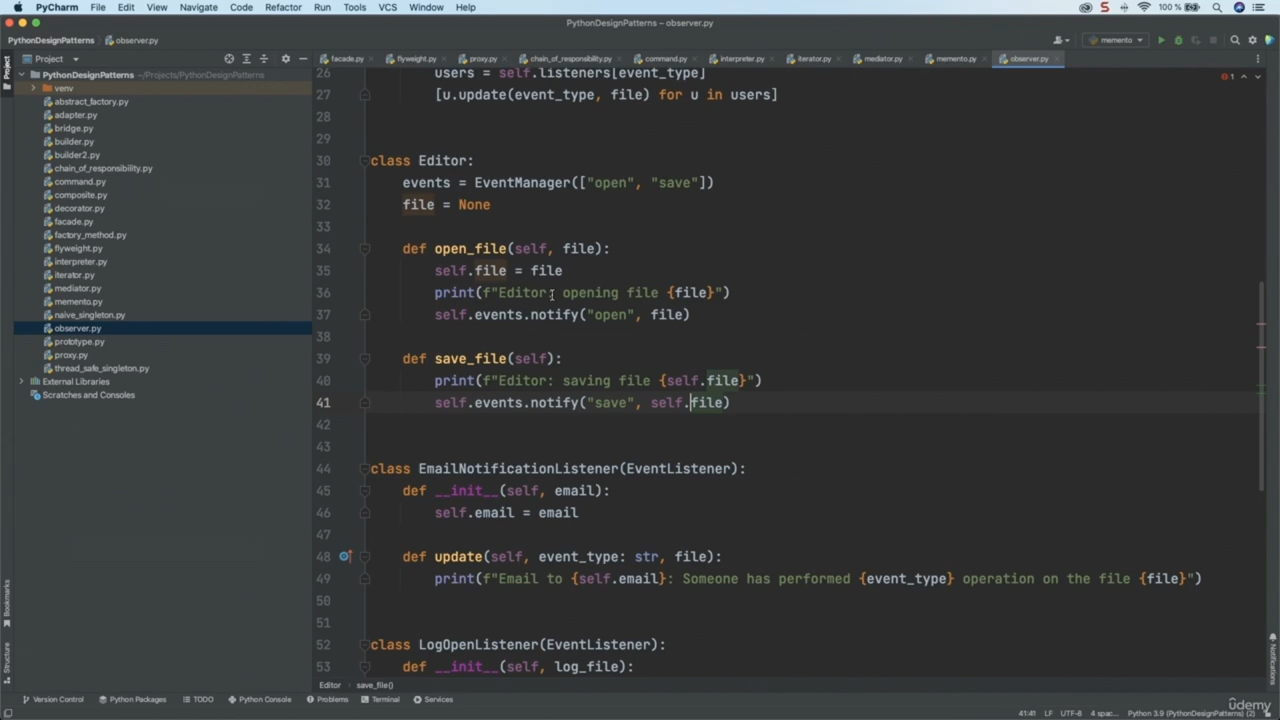 PyCharm File Edit View Navigate Code Refactor Run Tools VCS Window Help 100 %
PythonDesignPatterns – observer.py
PythonDesignPatterns observer.py memento
Project
Project facade.py flyweight.py proxy.py chain_of_responsibility.py command.py interpreter.py iterator.py mediator.py memento.py observer.py
PythonDesignPatterns ~/Projects/PythonDesignPatterns
venv
abstract_factory.py
adapter.py
bridge.py
builder.py
builder2.py
chain_of_responsibility.py
command.py
composite.py
decorator.py
facade.py
factory_method.py
flyweight.py
interpreter.py
iterator.py
mediator.py
memento.py
naive_singleton.py
observer.py
prototype.py
proxy.py
thread_safe_singleton.py
External Libraries
Scratches and Consoles
26 users = self.listeners[event_type]
27 [u.update(event_type, file) for u in users]
28
29
30 class Editor:
31 events = EventManager(["open", "save"])
32 file = None
33
34 def open_file(self, file):
35 self.file = file
36 print(f"Editor: opening file {file}")
37 self.events.notify("open", file)
38
39 def save_file(self):
40 print(f"Editor: saving file {self.file}")
41 self.events.notify("save", self.file)
42
43
44 class EmailNotificationListener(EventListener):
45 def __init__(self, email):
46 self.email = email
47
48 def update(self, event_type: str, file):
49 print(f"Email to {self.email}: Someone has performed {event_type} operation on the file {file}")
50
51
52 class LogOpenListener(EventListener):
53 def __init__(self, log_file):
1
Bookmarks
Structure
Notifications
Editor save_file()
Version Control Python Packages TODO Python Console Problems Terminal Services
41:41 LF UTF-8 4 spac... Python 3.9 (PythonDesignPatterns) (2)
ûdemy